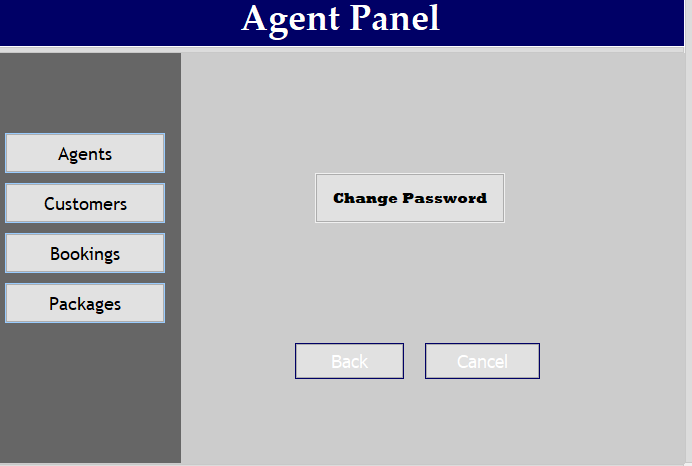 Agent Panel
Agents
Customers
Bookings
Packages
Change Password
Back
Cancel